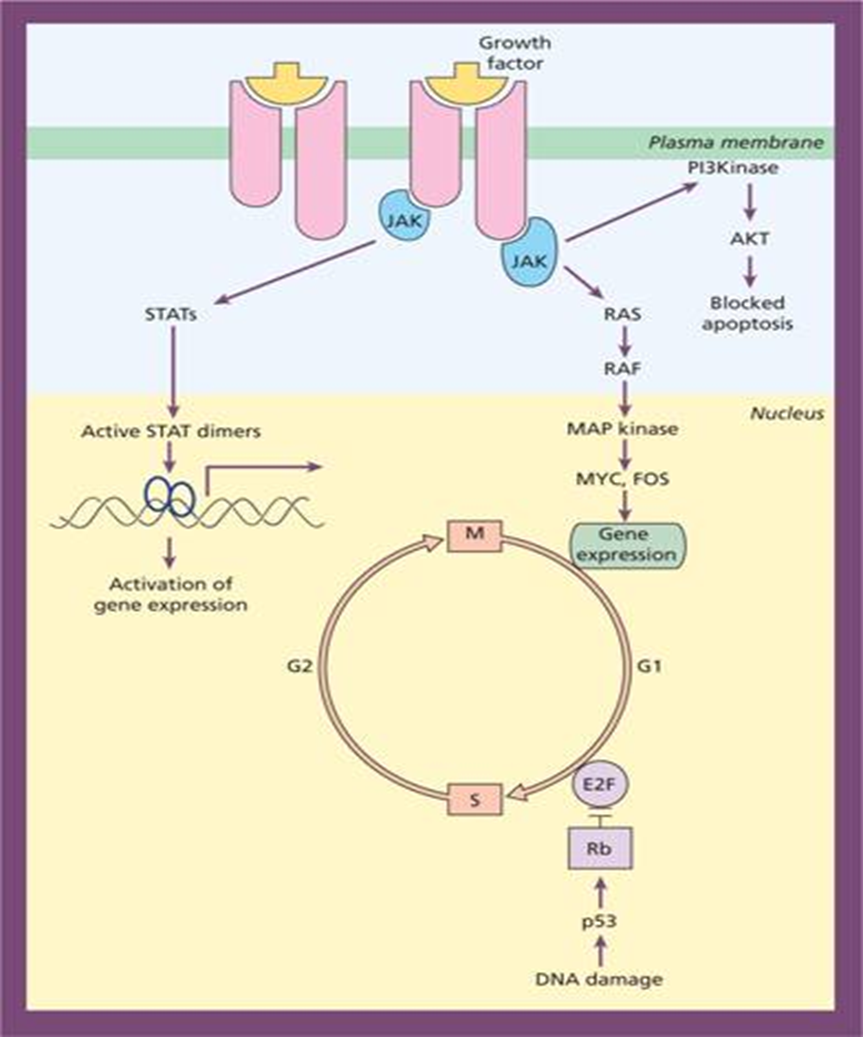 Growth
factor
Plasma membrane
PI3Kinase
JAK
AKT
JAK
Blocked
apoptosis
STATs
RAS
RAF
Nucleus
Active STAT dimers
MAP kinase
MYC, FOS
M
Gene
expression
Activation of
gene expression
G2
G1
E2F
S
Rb
p53
DNA damage